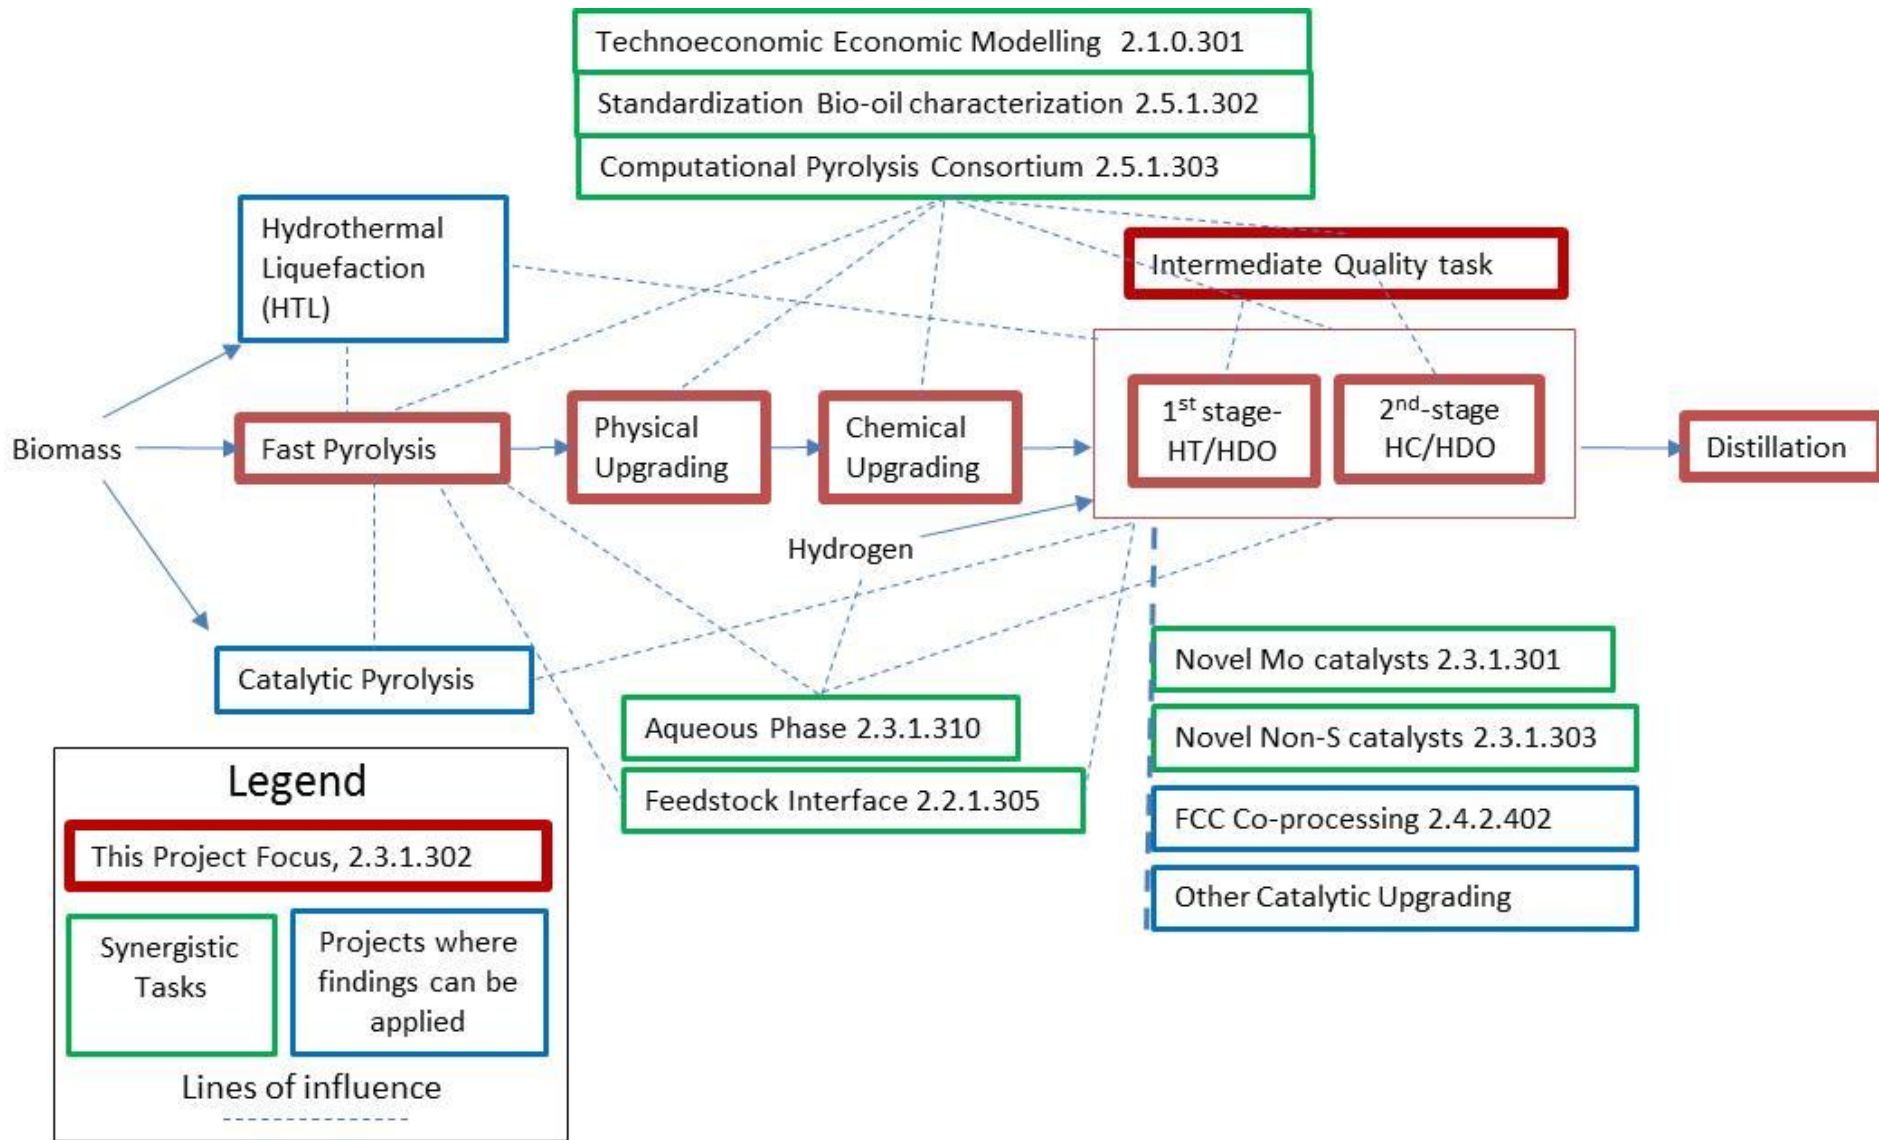 Technoeconomic Economic Modelling 2.1.0.301
Standardization Bio-oil characterization 2.5.1.302
Computational Pyrolysis Consortium 2.5.1.303
Hydrothermal
Liquefaction
(HTL)
Intermediate Quality task
Biomass
Fast Pyrolysis
Physical
Upgrading
Chemical
Upgrading
1st stage-
HT/HDO
2nd-stage
HC/HDO
Distillation
Hydrogen
Catalytic Pyrolysis
Aqueous Phase 2.3.1.310
Feedstock Interface 2.2.1.305
Novel Mo catalysts 2.3.1.301
Novel Non-S catalysts 2.3.1.303
FCC Co-processing 2.4.2.402
Other Catalytic Upgrading
Legend
This Project Focus, 2.3.1.302
Synergistic
Tasks
Projects where
findings can be
applied
Lines of influence